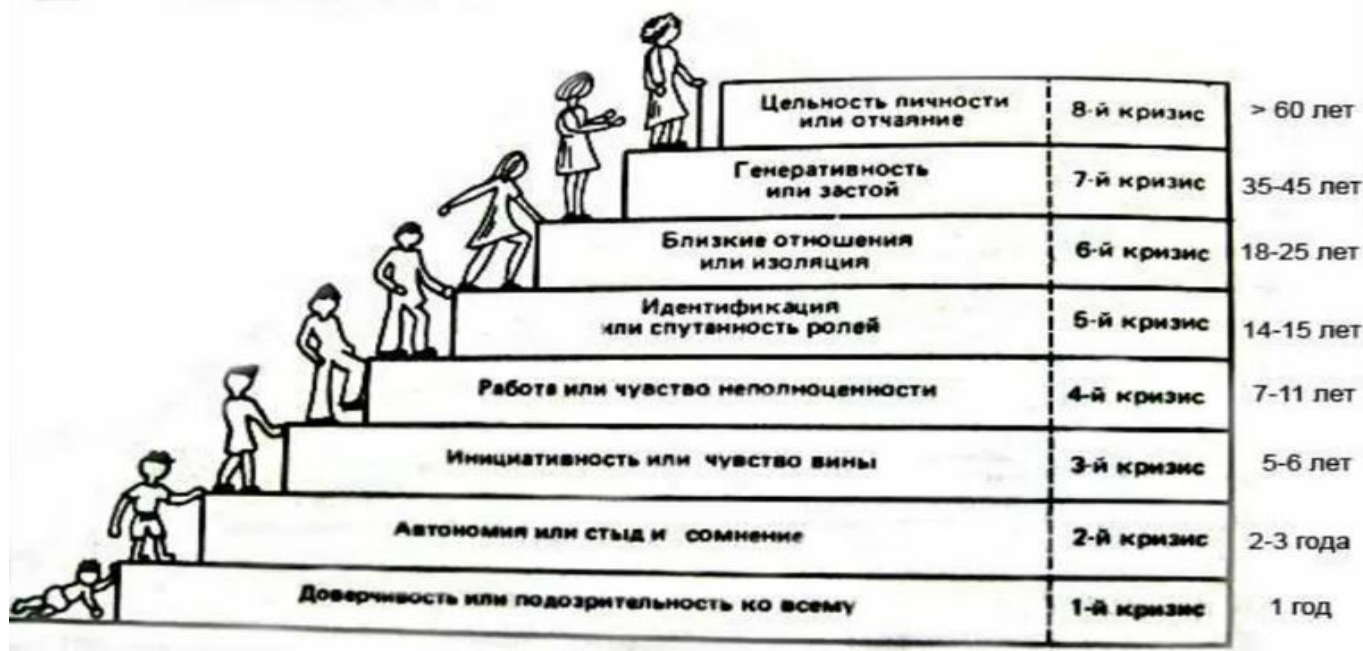 Цельность личности
или отчаяние
8-й кризис
> 60 лет
Генеративность
или застой
7-й кризис
35-45 лет
Близкие отношения
или изоляция
6-й кризис
18-25 лет
Идентификация
или спутанность ролей
5-й кризис
14-15 лет
Работа или чувство неполноценности
4-й кризис
7-11 лет
Инициативность или чувство вины
3-й кризис
5-6 лет
Автономия или стыд и сомнение
2-й кризис
2-3 года
Доверчивость или подозрительность ко всему
1-й кризис
1 год